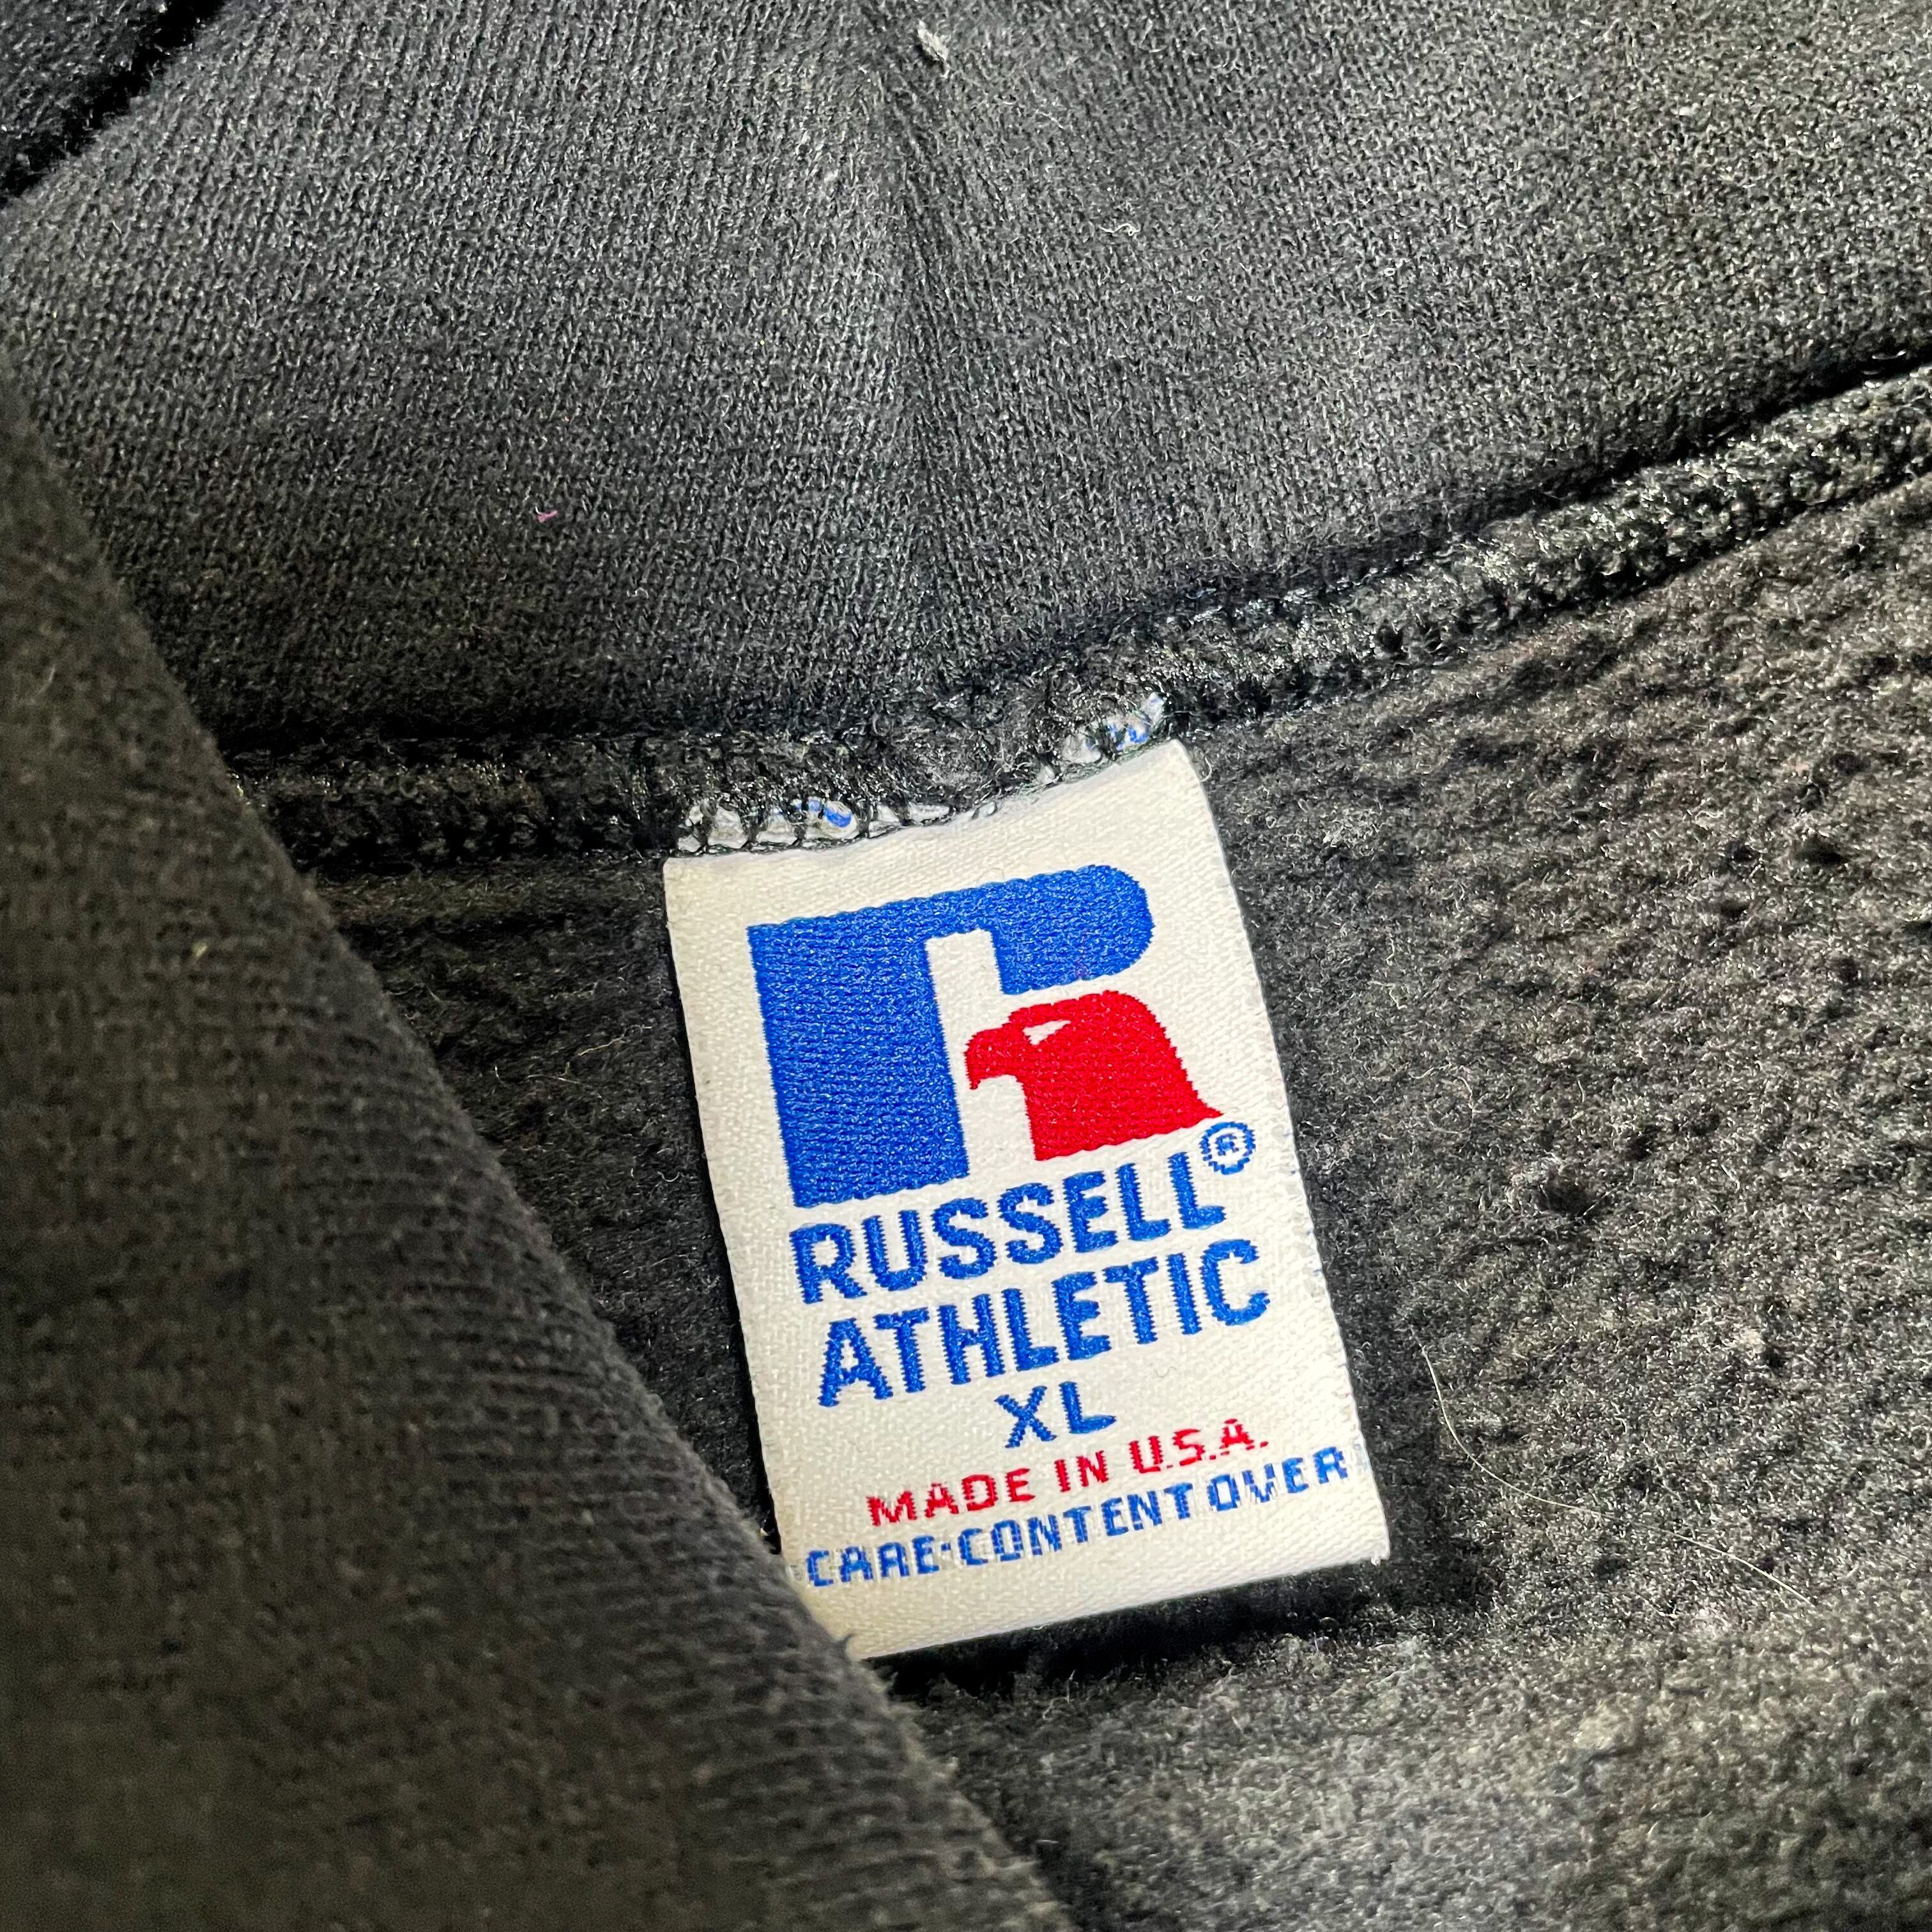 R
RUSSELL®
ATHLETIC
XL
MADE IN U.S.A.
CARE-CONTENT OVER